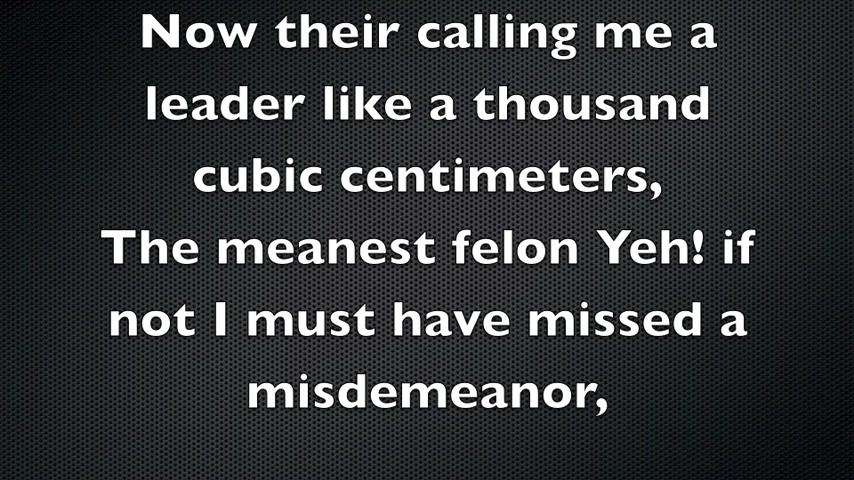 Now their calling me a
leader like a thousand
cubic centimeters,
The meanest felon Yeh! if
not I must have missed a
misdemeanor,